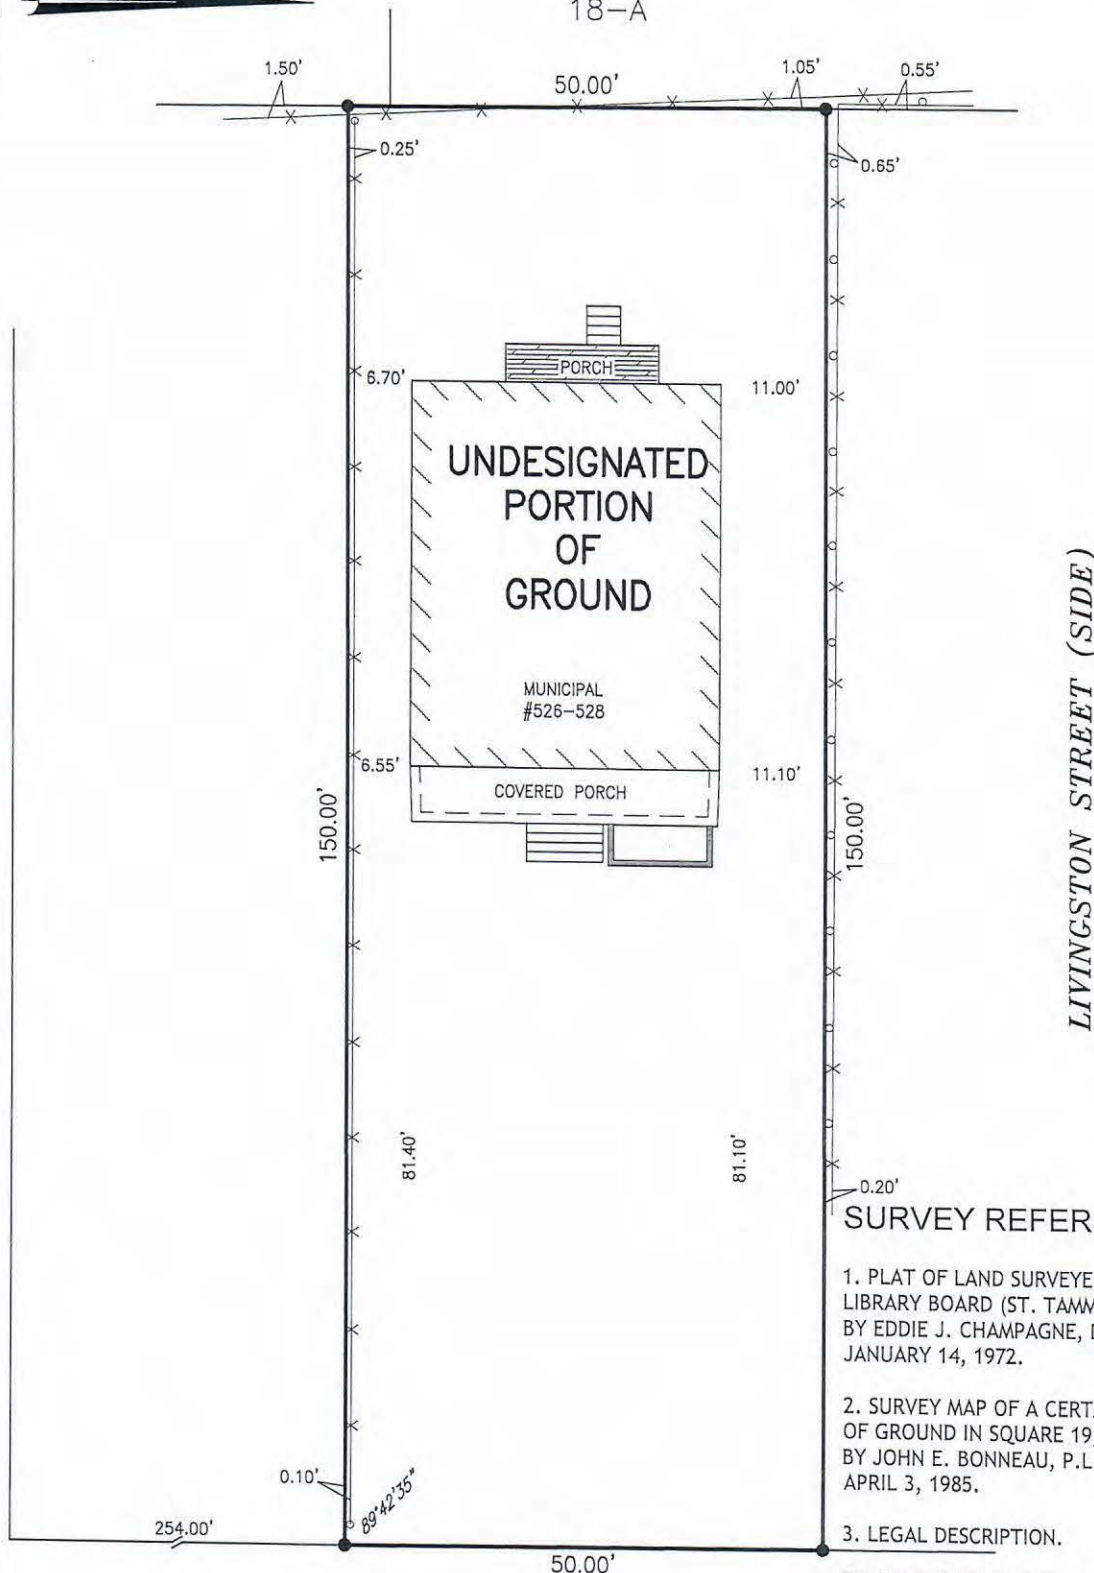 18-A
1.50'
50.00'
1.05'
0.55'
0.25'
0.65'
6.70'
PORCH
11.00'
UNDESIGNATED
PORTION
OF
GROUND
MUNICIPAL
#526-528
6.55'
11.10'
COVERED PORCH
150.00'
150.00'
LIVINGSTON STREET (SIDE)
81.40'
81.10'
0.20'
SURVEY REFER
1. PLAT OF LAND SURVEYE
LIBRARY BOARD (ST. TAMM
BY EDDIE J. CHAMPAGNE,
JANUARY 14, 1972.
2. SURVEY MAP OF A CERT
OF GROUND IN SQUARE 19
BY JOHN E. BONNEAU, P.L
APRIL 3, 1985.
3. LEGAL DESCRIPTION.
0.10'
89°42'35"
254.00'
50.00'